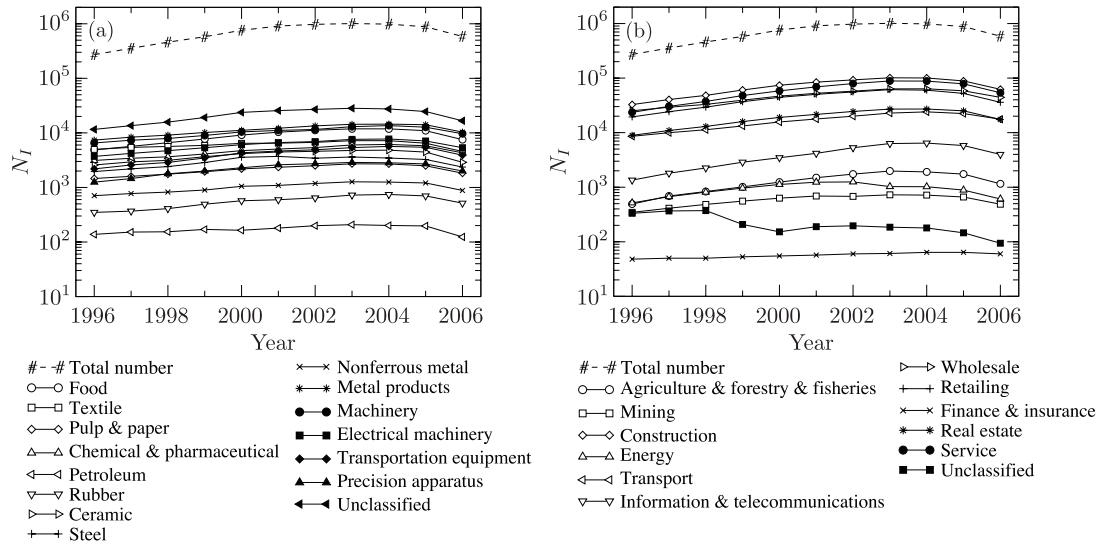 (a)
10^6
10^5
10^4
10^3
10^2
10^1
N_I
1996 1998 2000 2002 2004 2006
Year
#--# Total number
Food
Textile
Pulp & paper
Chemical & pharmaceutical
Petroleum
Rubber
Ceramic
Steel
Nonferrous metal
Metal products
Machinery
Electrical machinery
Transportation equipment
Precision apparatus
Unclassified
(b)
10^6
10^5
10^4
10^3
10^2
10^1
N_I
1996 1998 2000 2002 2004 2006
Year
#--# Total number
Agriculture & forestry & fisheries
Mining
Construction
Energy
Transport
Information & telecommunications
Wholesale
Retailing
Finance & insurance
Real estate
Service
Unclassified